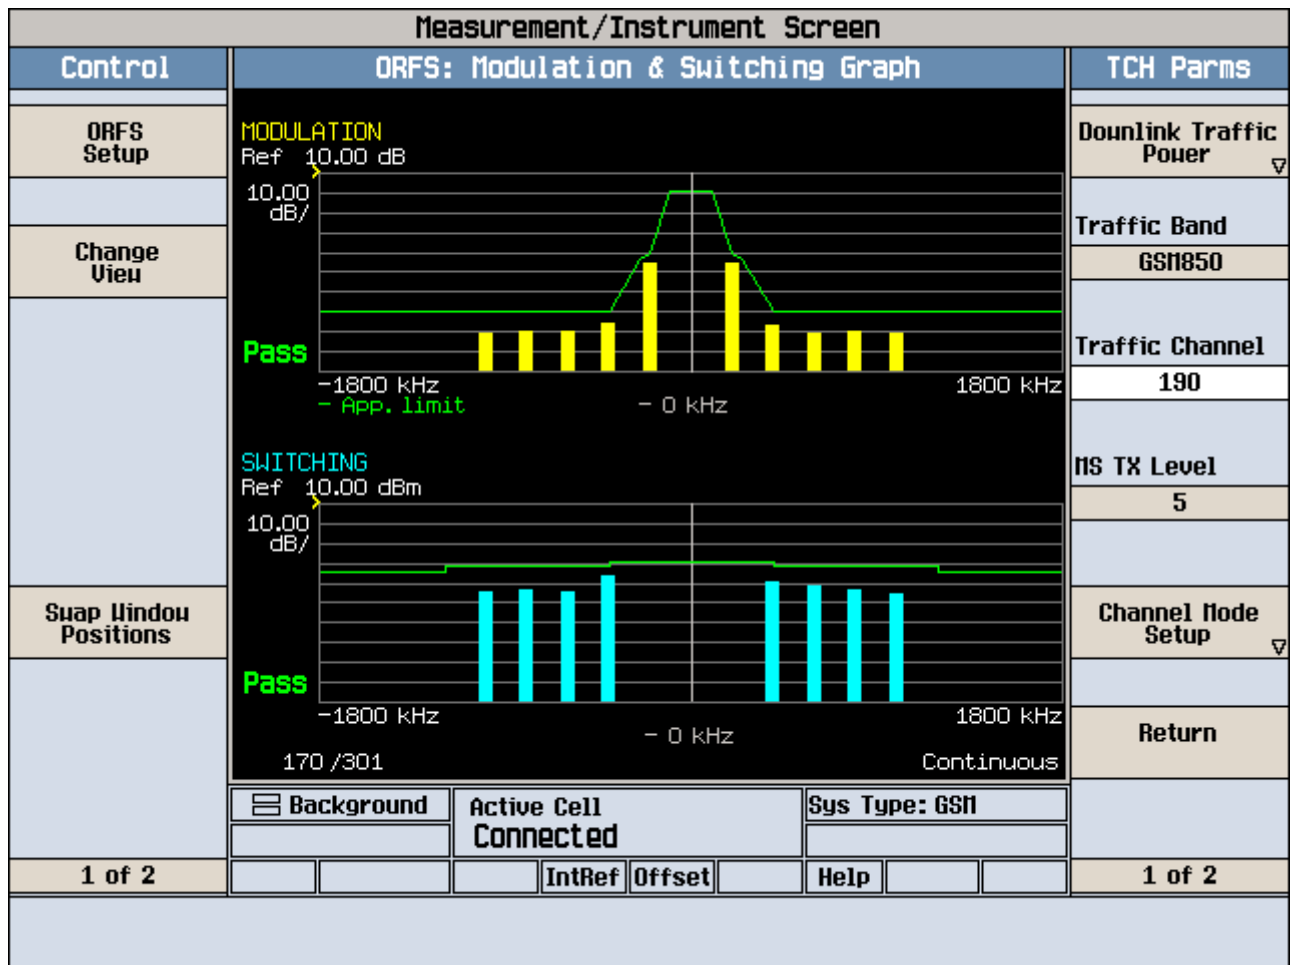 Measurement/Instrument Screen
Control
ORFS: Modulation & Switching Graph
TCH Parms
ORFS
Setup
Change
View
Swap Window
Positions
1 of 2
MODULATION
Ref 10.00 dB
10.00
dB/
Pass
-1800 kHz
1800 kHz
- App. limit
- 0 kHz
SWITCHING
Ref 10.00 dBm
10.00
dB/
Pass
-1800 kHz
1800 kHz
- 0 kHz
170 /301
Continuous
Downlink Traffic
Power
Traffic Band
GSM850
Traffic Channel
190
MS TX Level
5
Channel Mode
Setup
Return
1 of 2
Background
Active Cell
Connected
Sys Type: GSM
IntRef
Offset
Help